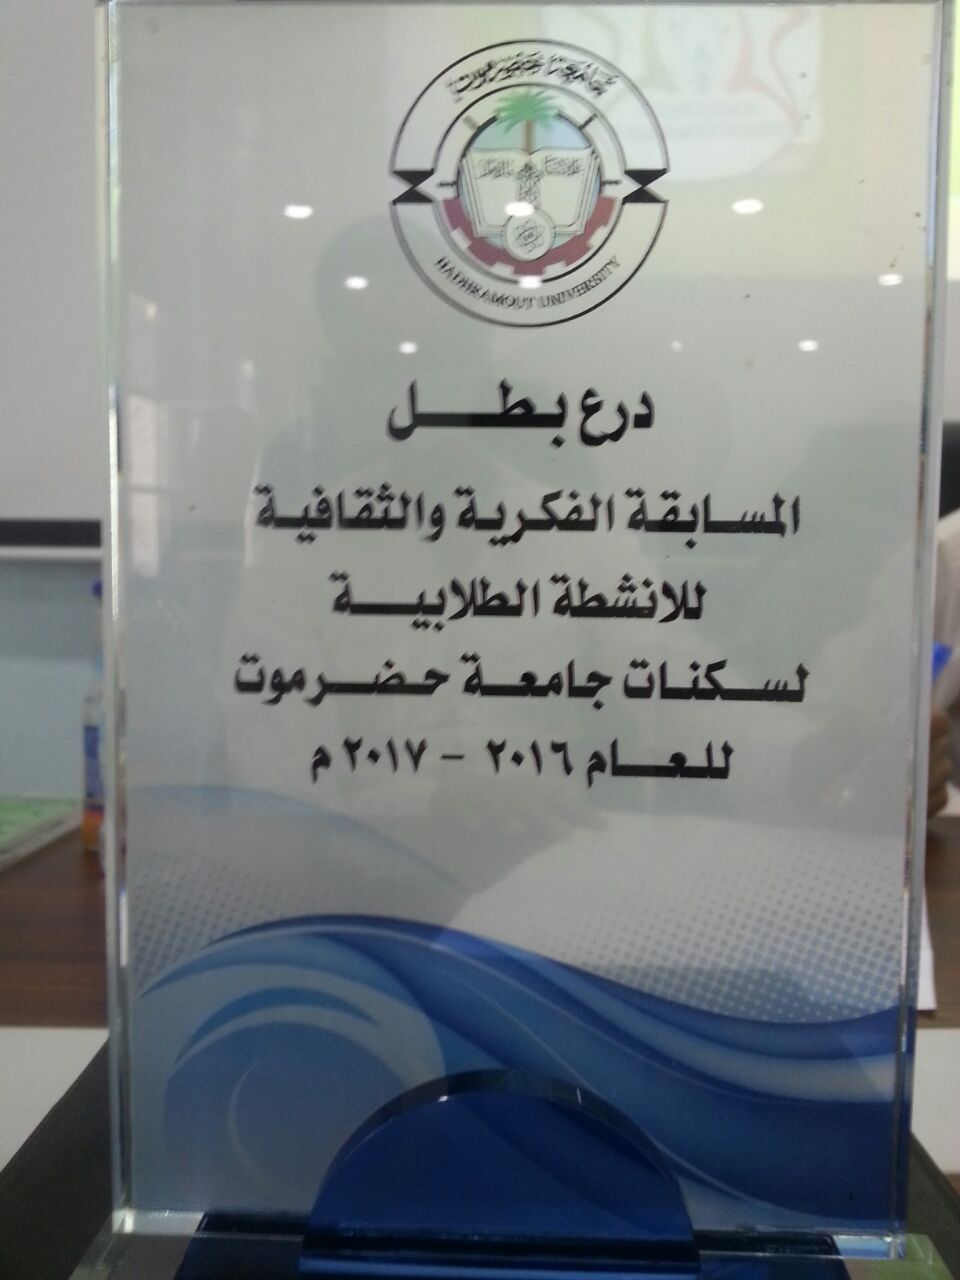 جامعة حضرموت
HADHRAMOUT UNIVERSITY
درع بطل
المسابقة الفكرية والثقافية
للانشطة الطلابية
لسكنات جامعة حضرموت
للعام ٢٠١٦ - ٢٠١٧ م